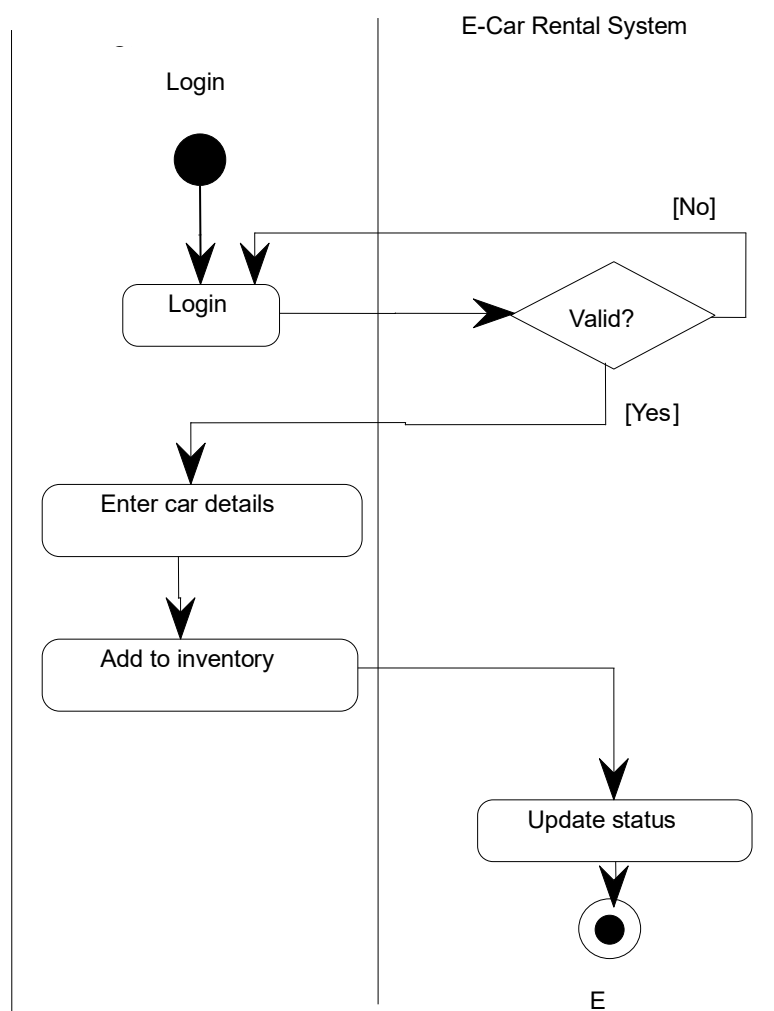 E-Car Rental System
Login
[No]
Login
Valid?
[Yes]
Enter car details
Add to inventory
Update status
E